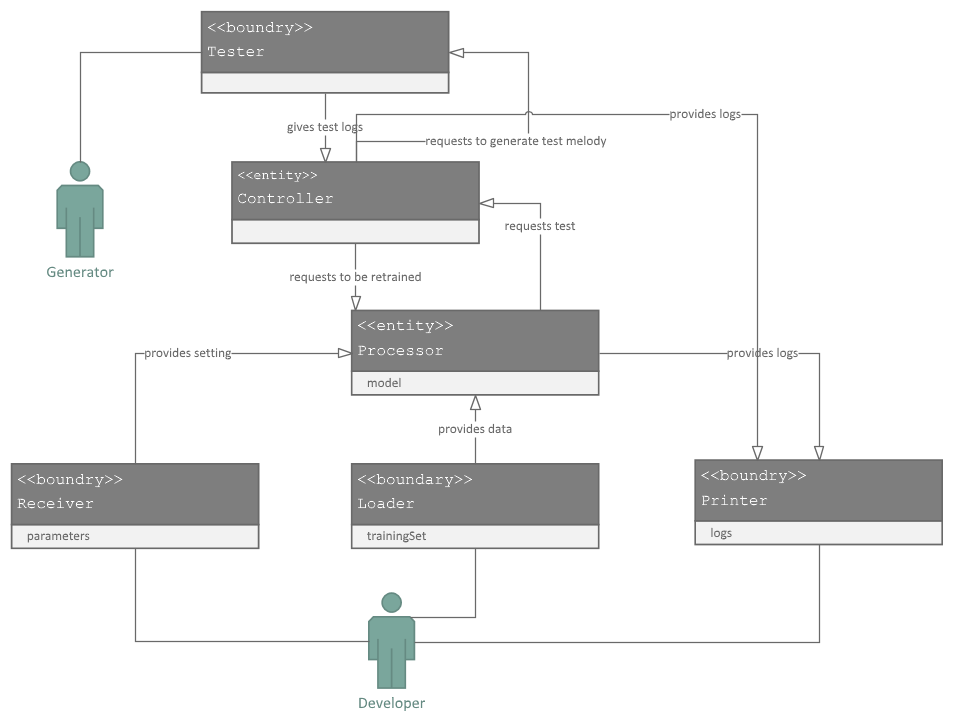 <<boundry>>
Tester
gives test logs
provides logs
requests to generate test melody
<<entity>>
Controller
requests test
Generator
requests to be retrained
<<entity>>
Processor
model
provides setting
provides logs
provides data
<<boundry>>
Receiver
parameters
<<boundary>>
Loader
trainingSet
<<boundry>>
Printer
logs
Developer